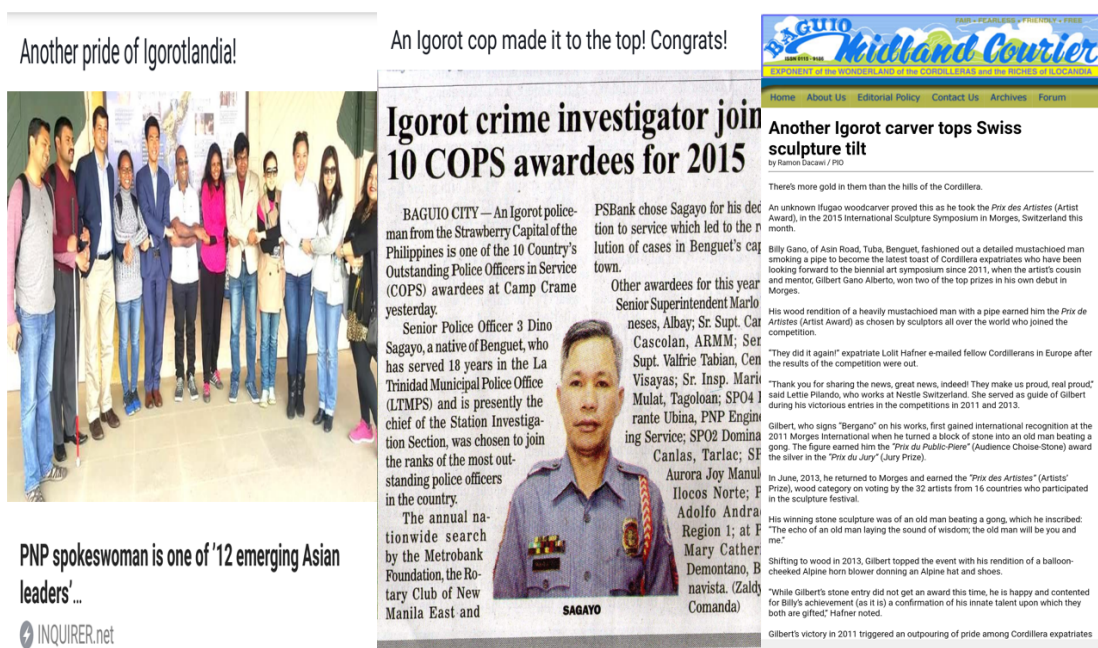 Another pride of Igorotlandia!
PNP spokeswoman is one of '12 emerging Asian
leaders'...
INQUIRER.net
An Igorot cop made it to the top! Congrats!
Igorot crime investigator join
10 COPS awardees for 2015
BAGUIO CITY — An Igorot police-
man from the Strawberry Capital of the
Philippines is one of the 10 Country's
Outstanding Police Officers in Service
(COPS) awardees at Camp Crame
yesterday.
Senior Police Officer 3 Dino
Sagayo, a native of Benguet, who
has served 18 years in the La
Trinidad Municipal Police Office
(LTMPS) and is presently the
chief of the Station Investiga-
tion Section, was chosen to join
the ranks of the most out-
standing police officers
in the country.
The annual na-
tionwide search
by the Metrobank
Foundation, the Ro-
tary Club of New
Manila East and
PSBank chose Sagayo for his ded
tion to service which led to the r
lution of cases in Benguet's cap
town.
Other awardees for this year
Senior Superintendent Marlo
neses, Albay; Sr. Supt. Car
Cascolan, ARMM; Sen
Supt. Valfrie Tabian, Cen
Visayas; Sr. Insp. Mari
Mulat, Tagoloan; SPO4
rante Ubina, PNP Engine
ing Service; SPO2 Domina
Canlas, Tarlac; SP
Aurora Joy Manul
Ilocos Norte; P
Adolfo Andra
Region 1; at P
Mary Cather
Demontano, B
navista. (Zaldy
Comanda)
SAGAYO
FAIR • FEARLESS • FRIENDLY • FREE
BAGUIO
Midland Courier
EXPONENT of the WONDERLAND of the CORDILLERAS and the RICHES of ILOCANDIA
Home About Us Editorial Policy Contact Us Archives Forum
Another Igorot carver tops Swiss
sculpture tilt
by Ramon Dacawi / PIO
There's more gold in them than the hills of the Cordillera.
An unknown Ifugao woodcarver proved this as he took the Prix des Artistes (Artist
Award), in the 2015 International Sculpture Symposium in Morges, Switzerland this
month.
Billy Gano, of Asin Road, Tuba, Benguet, fashioned out a detailed mustachioed man
smoking a pipe to become the latest toast of Cordillera expatriates who have been
looking forward to the biennial art symposium since 2011, when the artist's cousin
and mentor, Gilbert Gano Alberto, won two of the top prizes in his own debut in
Morges.
His wood rendition of a heavily mustachioed man with a pipe earned him the Prix de
Artistes (Artist Award) as chosen by sculptors all over the world who joined the
competition.
"They did it again!" expatriate Lolit Hafner e-mailed fellow Cordillerans in Europe after
the results of the competition were out.
"Thank you for sharing the news, great news, indeed! They make us proud, real proud,"
said Lettie Pilando, who works at Nestle Switzerland. She served as guide of Gilbert
during his victorious entries in the competitions in 2011 and 2013.
Gilbert, who signs "Bergano" on his works, first gained international recognition at the
2011 Morges International when he turned a block of stone into an old man beating a
gong. The figure earned him the "Prix du Public-Piere" (Audience Choise-Stone) award
the silver in the "Prix du Jury" (Jury Prize).
In June, 2013, he returned to Morges and earned the "Prix des Artistes" (Artists'
Prize), wood category on voting by the 32 artists from 16 countries who participated
in the sculpture festival.
His winning stone sculpture was of an old man beating a gong, which he inscribed:
"The echo of an old man laying the sound of wisdom; the old man will be you and
me."
Shifting to wood in 2013, Gilbert topped the event with his rendition of a balloon-
cheeked Alpine horn blower donning an Alpine hat and shoes.
"While Gilbert's stone entry did not get an award this time, he is happy and contented
for Billy's achievement (as it is) a confirmation of his innate talent upon which they
both are gifted," Hafner noted.
Gilbert's victory in 2011 triggered an outpouring of pride among Cordillera expatriates